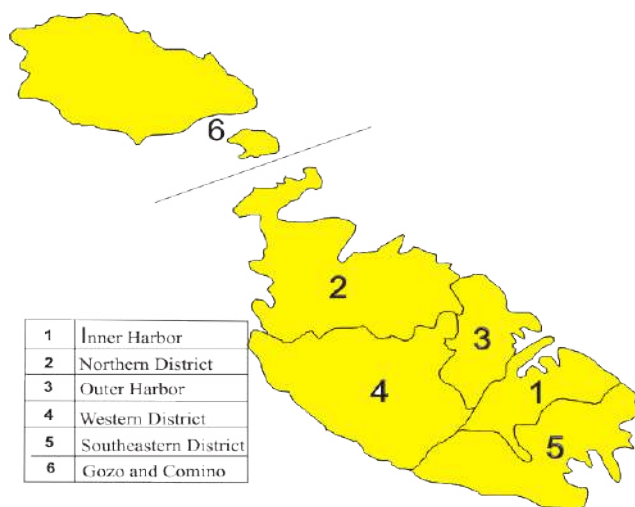 6
2
3
4
1
5
1 Inner Harbor
2 Northern District
3 Outer Harbor
4 Western District
5 Southeastern District
6 Gozo and Comino